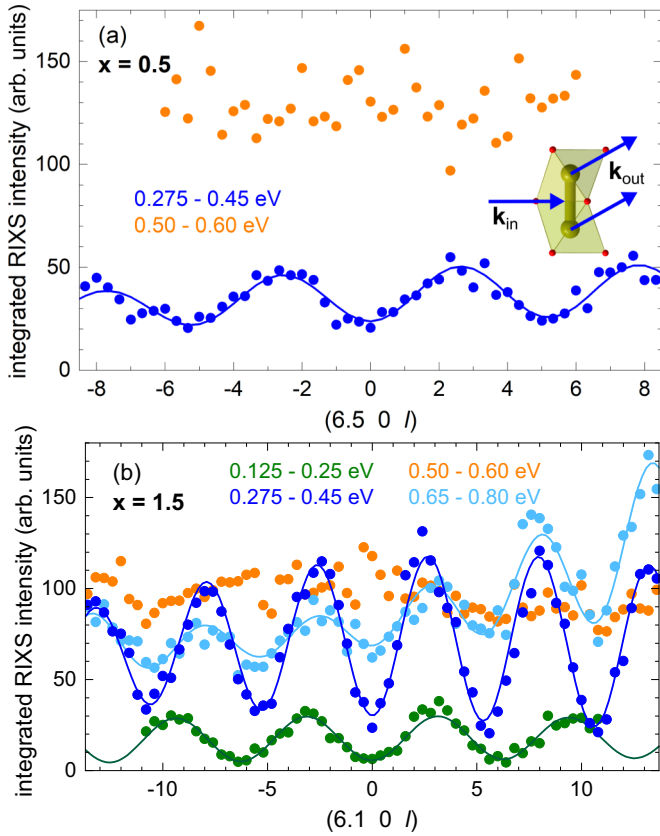 (a)
x = 0.5
0.275 - 0.45 eV
0.50 - 0.60 eV
k_in
k_out
integrated RIXS intensity (arb. units)
150
100
50
0
-8 -6 -4 -2 0 2 4 6 8
(6.5 0 l)
(b)
x = 1.5
0.125 - 0.25 eV 0.50 - 0.60 eV
0.275 - 0.45 eV 0.65 - 0.80 eV
integrated RIXS intensity (arb. units)
150
100
50
0
-10 -5 0 5 10
(6.1 0 l)